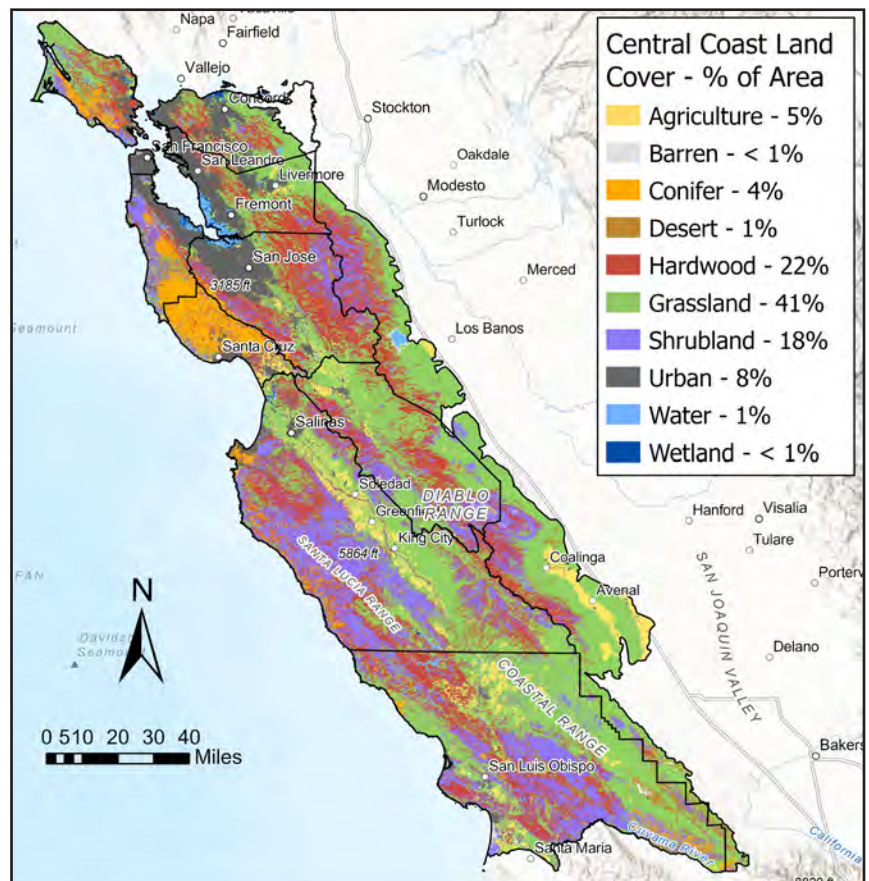 Napa
Fairfield
Vallejo
Concord
Stockton
San Francisco
San Leandro
Oakdale
Livermore
Modesto
Fremont
Turlock
San Jose
3185 ft
Merced
Seamount
Los Banos
Santa Cruz
Salinas
Soledad
DIABLO
RANGE
Hanford
Visalia
Tulare
5864 ft
King City
SANTA LUCIA RANGE
Coalinga
Avenal
FAN
N
SAN JOAQUIN VALLEY
Seamount
Delano
COASTAL RANGE
0 5 10 20 30 40
Miles
San Luis Obispo
Cuyama River
California
Santa Maria
Central Coast Land
Cover - % of Area
Agriculture - 5%
Barren - < 1%
Conifer - 4%
Desert - 1%
Hardwood - 22%
Grassland - 41%
Shrubland - 18%
Urban - 8%
Water - 1%
Wetland - < 1%